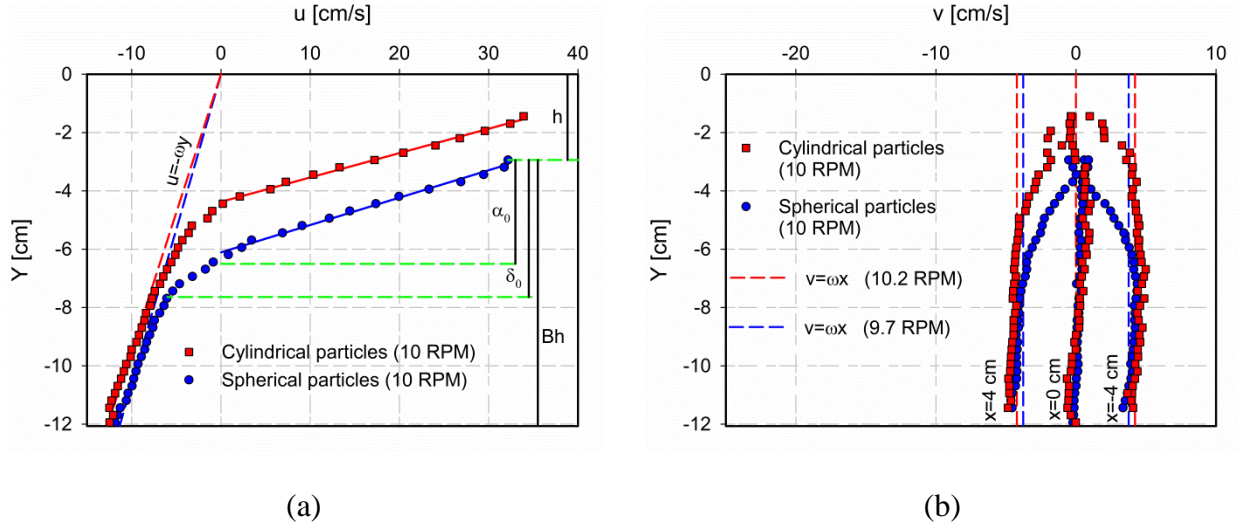 u [cm/s]
-10 0 10 20 30 40
0
-2
-4
-6
-8
-10
-12
Y [cm]
u=-ωy
h
α₀
δ₀
Bh
Cylindrical particles (10 RPM)
Spherical particles (10 RPM)
(a)
v [cm/s]
-20 -10 0 10
0
-2
-4
-6
-8
-10
-12
Y [cm]
Cylindrical particles
(10 RPM)
Spherical particles
(10 RPM)
v=ωx (10.2 RPM)
v=ωx (9.7 RPM)
x=4 cm
x=0 cm
x=-4 cm
(b)